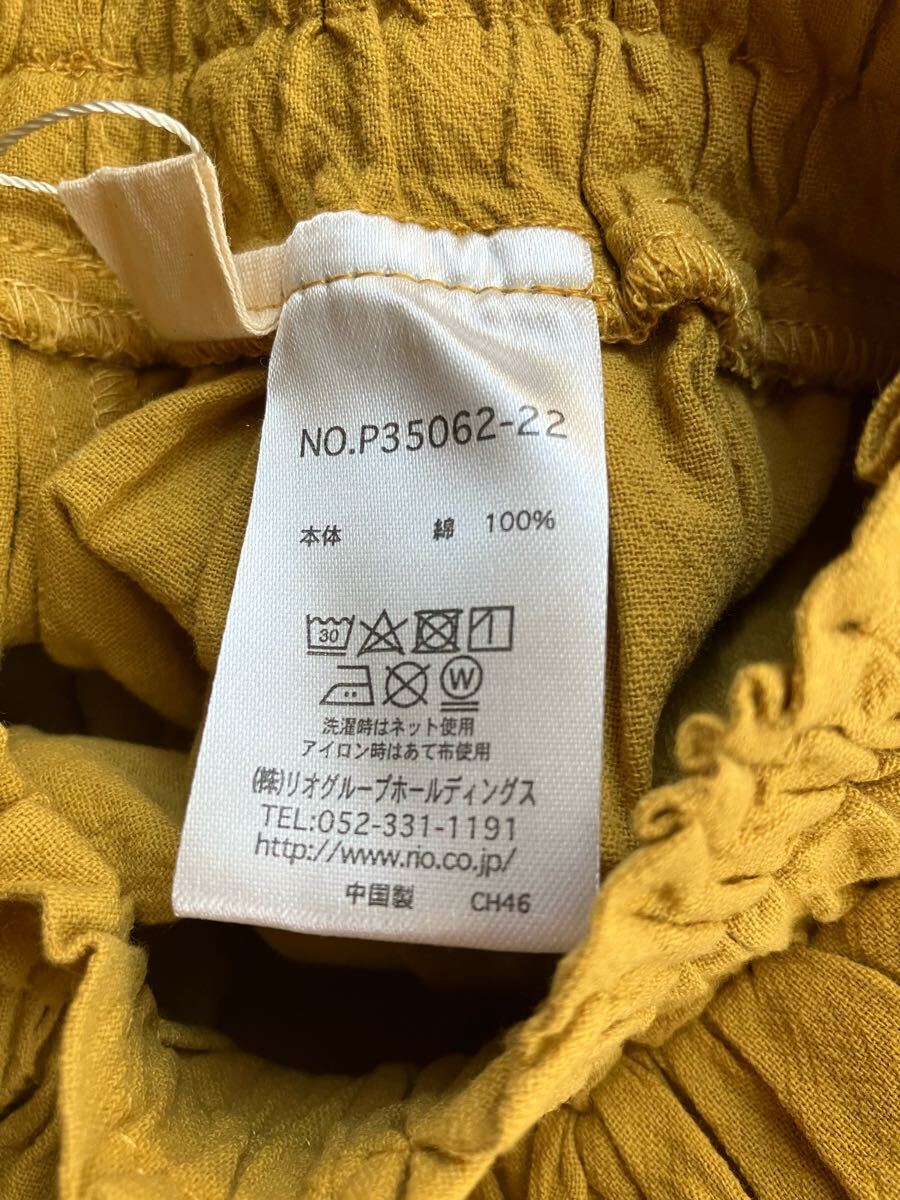 NO.P35062-22
本体 綿 100%
30
W
洗濯時はネット使用
アイロン時はあて布使用
(株)リオグループホールディングス
TEL:052-331-1191
http://www.rio.co.jp/
中国製 CH46